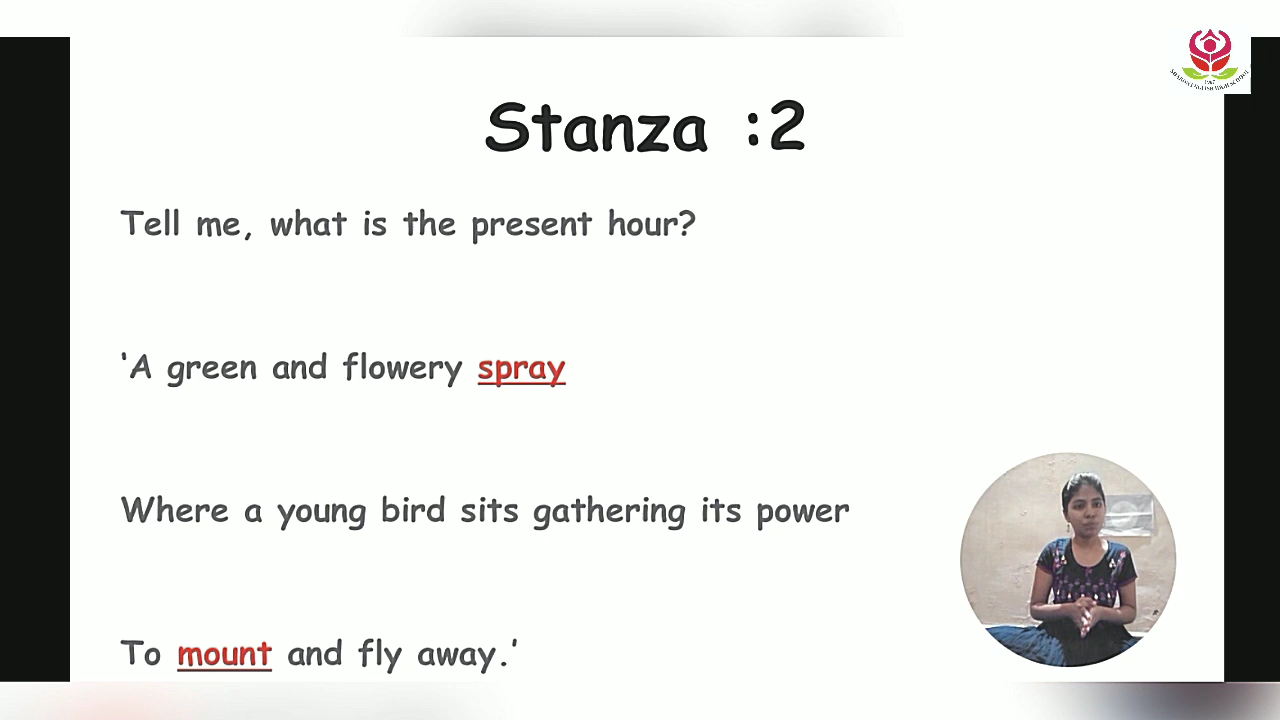 Stanza :2
Tell me, what is the present hour?
‘A green and flowery spray
Where a young bird sits gathering its power
To mount and fly away.’